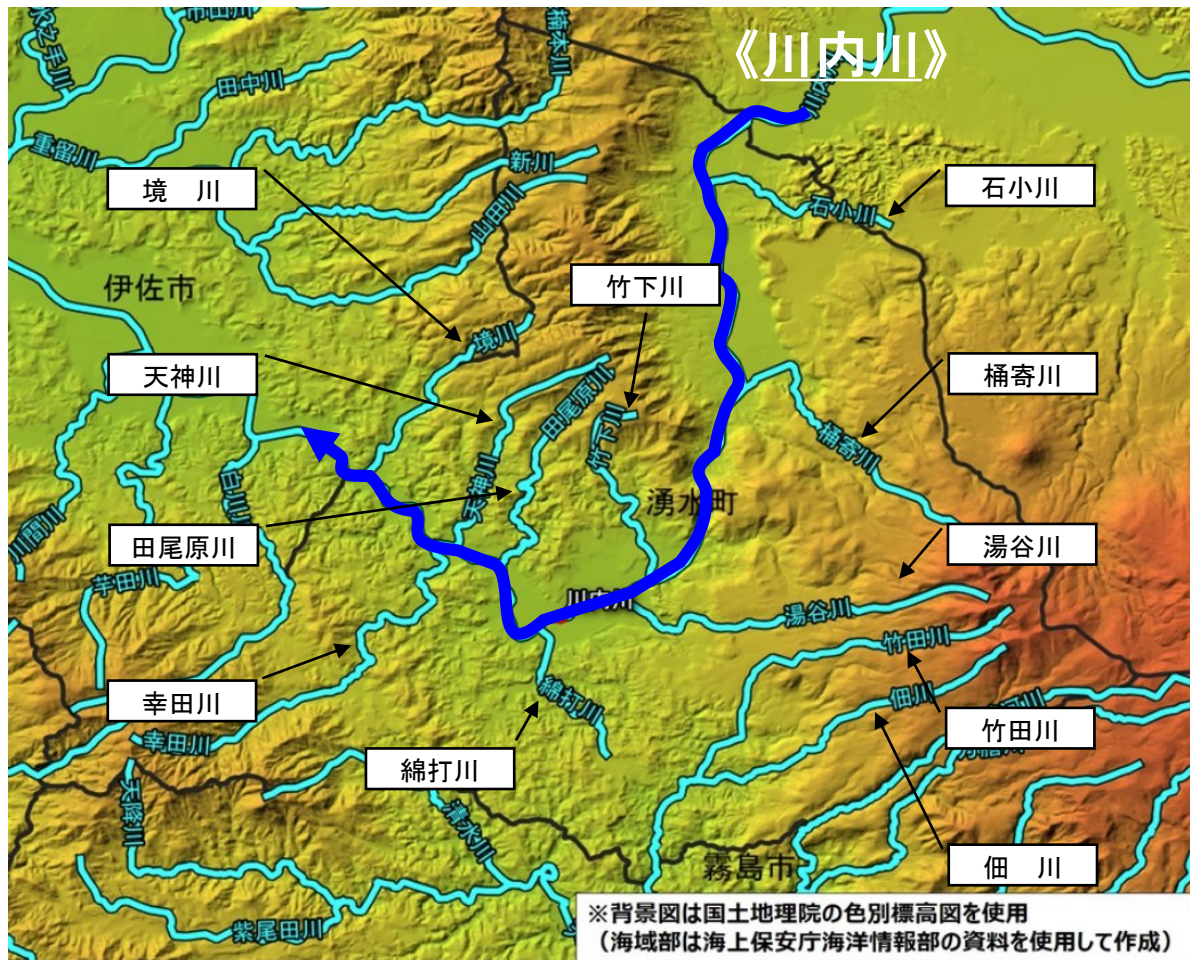 《川内川》
市山川
柿木川
田中川
重留川
新川
境　川
山田川
石小川
石小川
伊佐市
竹下川
境川
天神川
桶寄川
田尾原川
竹下川
桶寄川
天神川
白川
湧水町
田尾原川
湯谷川
芋田川
川内川
湯谷川
竹田川
佃川
幸田川
綿打川
竹田川
幸田川
綿打川
天降川
清水川
霧島市
佃　川
紫尾田川
※背景図は国土地理院の色別標高図を使用
（海域部は海上保安庁海洋情報部の資料を使用して作成）